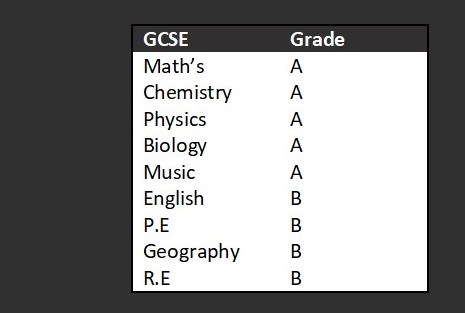 GCSE Grade
Math’s A
Chemistry A
Physics A
Biology A
Music A
English B
P.E B
Geography B
R.E B